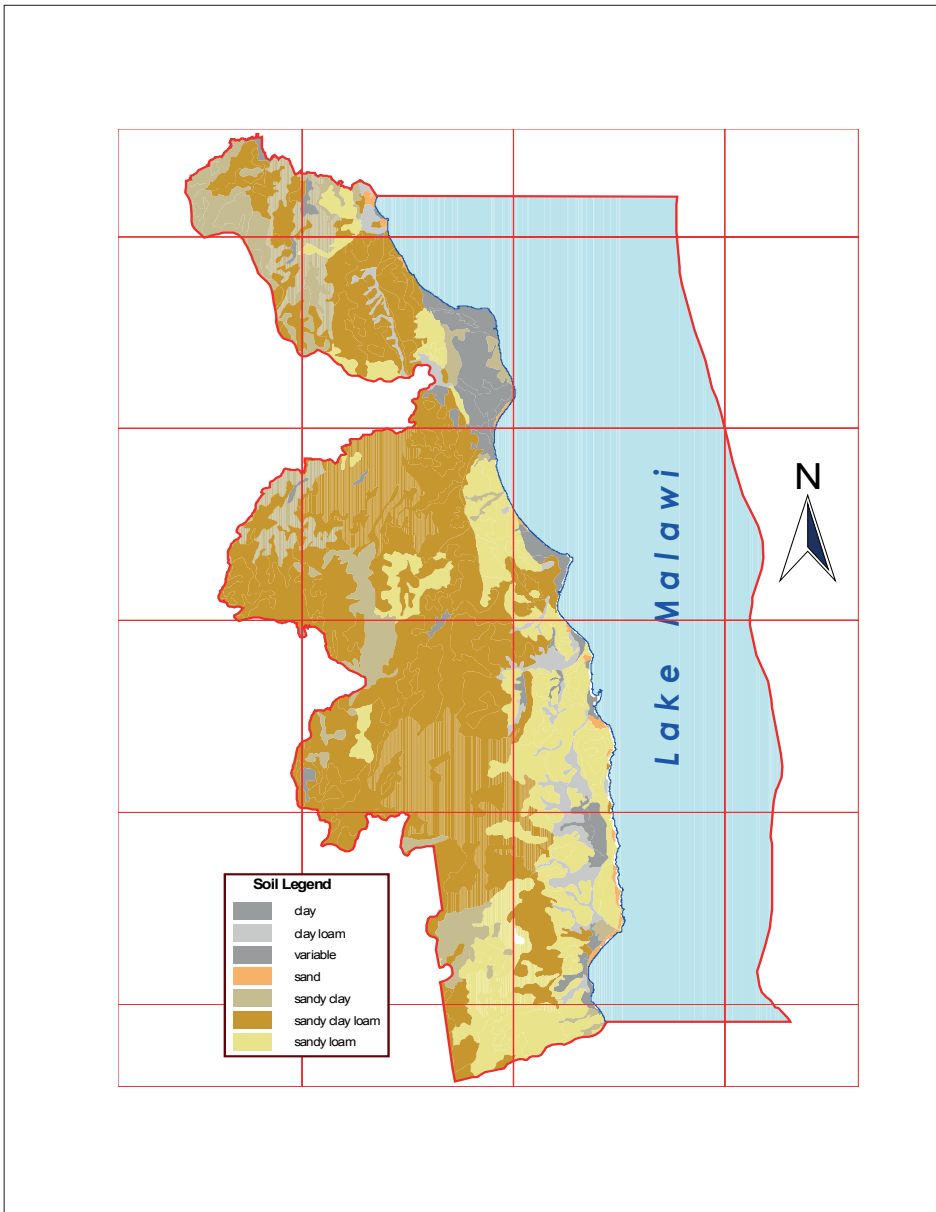 N
Lake Malawi
Soil Legend
clay
clay loam
variable
sand
sandy clay
sandy clay loam
sandy loam